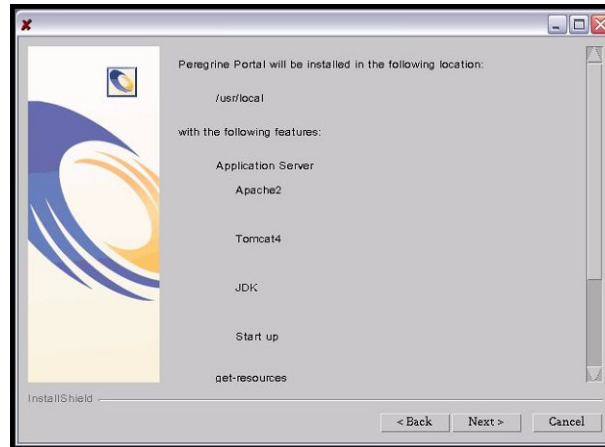 Peregrine Portal will be installed in the following location:
/usr/local
with the following features:
Application Server
Apache2
Tomcat4
JDK
Start up
get-resources
InstallShield
< Back
Next >
Cancel